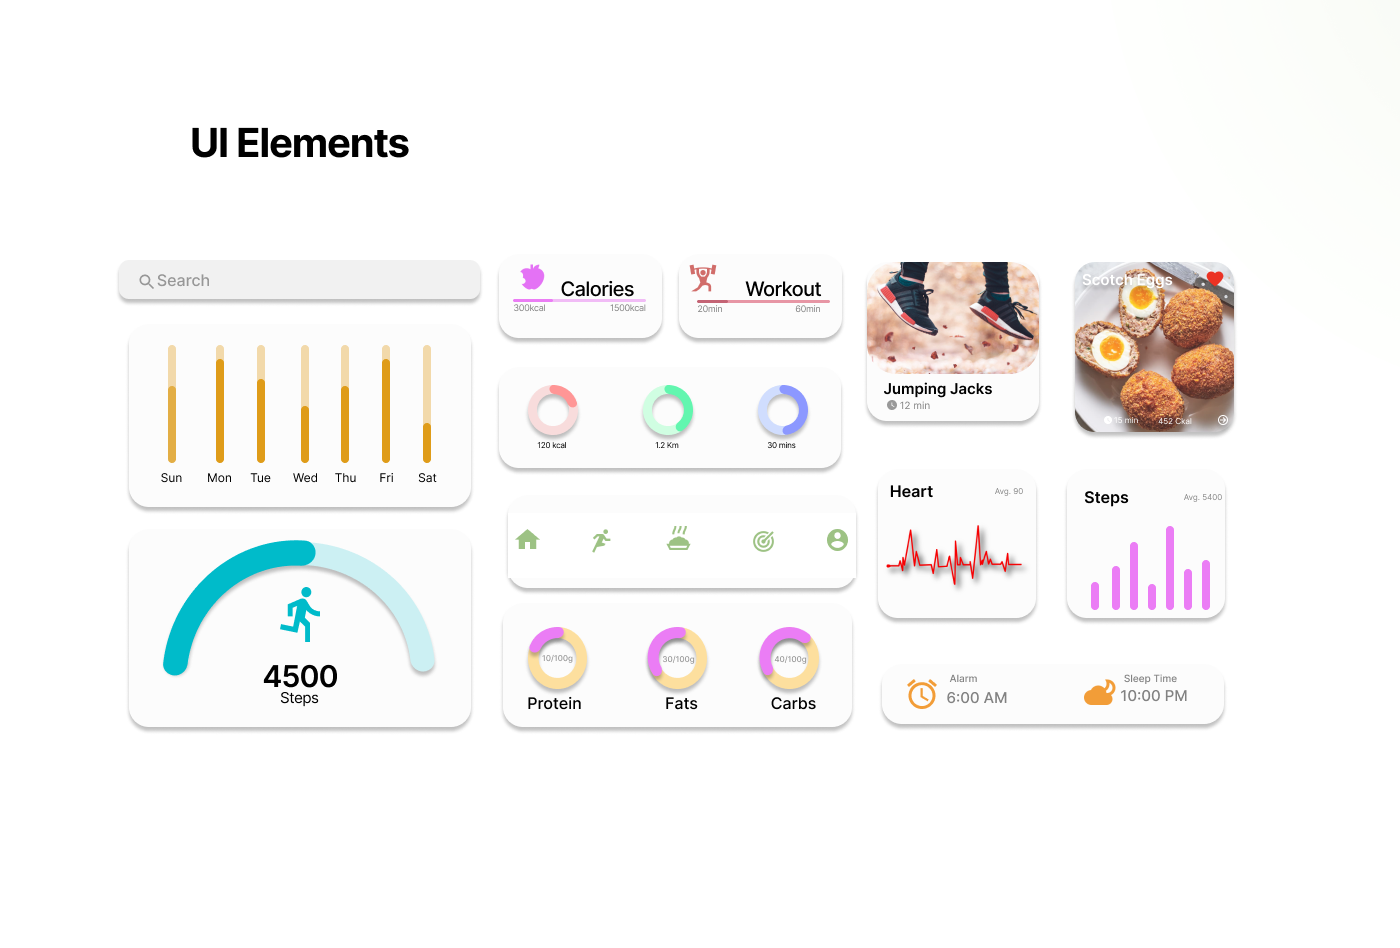 UI Elements
Search
Sun Mon Tue Wed Thu Fri Sat
4500
Steps
Calories
300kcal 1500kcal
Workout
20min 60min
120 kcal 1.2 Km 30 mins
10/100g 30/100g 40/100g
Protein Fats Carbs
Jumping Jacks
12 min
Scotch Eggs
15 min 452 Ckal
Heart Avg. 90
Steps Avg. 5400
Alarm
6:00 AM
Sleep Time
10:00 PM